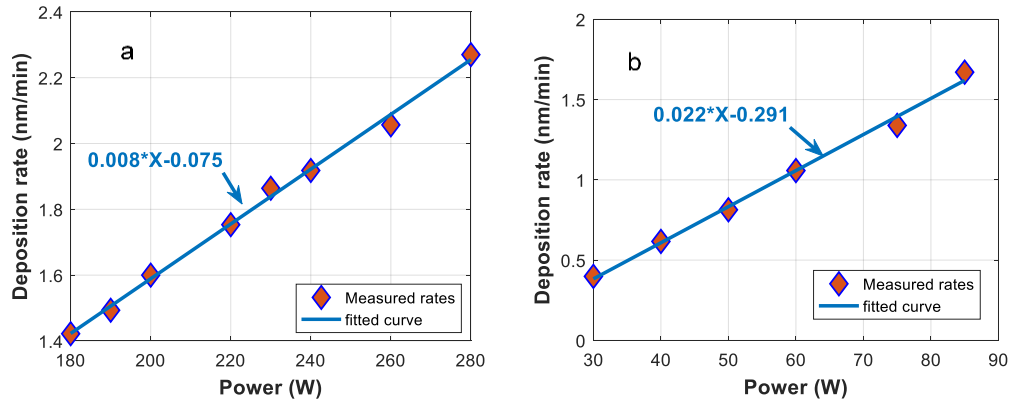 a
0.008*X-0.075
Measured rates
fitted curve
Deposition rate (nm/min)
2.4
2.2
2
1.8
1.6
1.4
180
200
220
240
260
280
Power (W)
b
0.022*X-0.291
Measured rates
fitted curve
Deposition rate (nm/min)
2
1.5
1
0.5
0
30
40
50
60
70
80
90
Power (W)